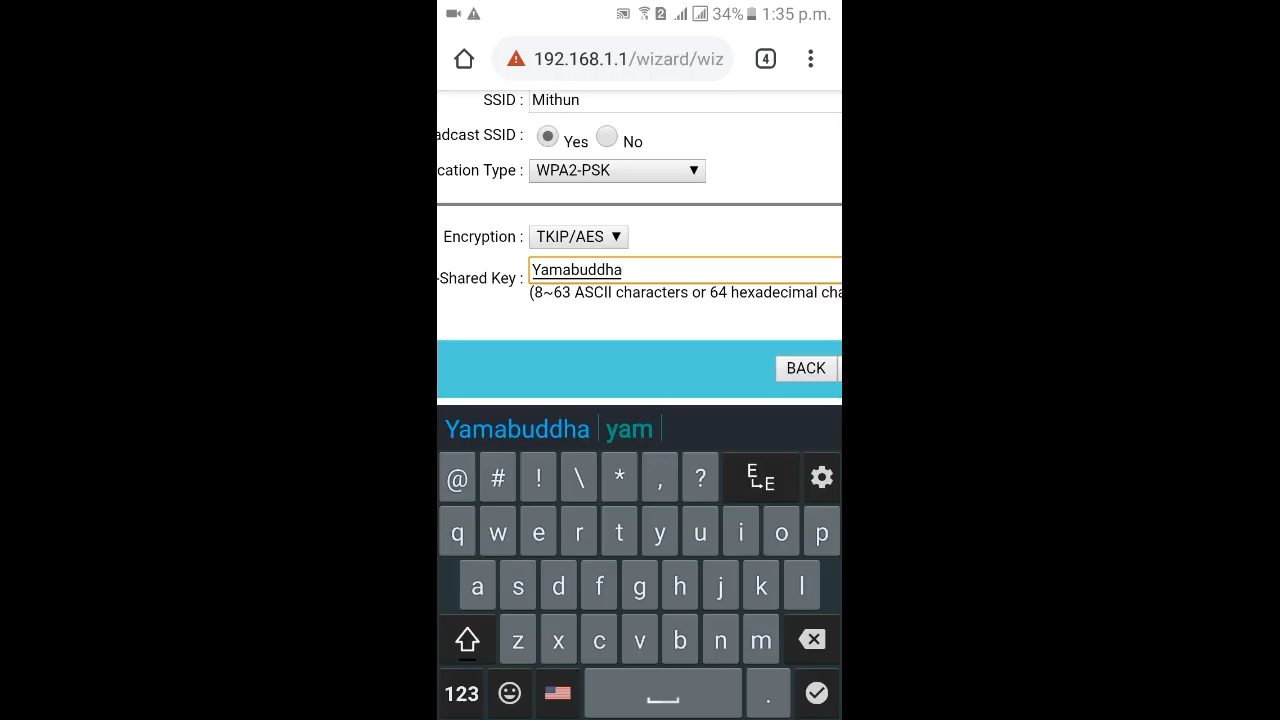 34% 1:35 p.m.
192.168.1.1/wizard/wiz 4
SSID : Mithun
adcast SSID : Yes No
cation Type : WPA2-PSK ▼
Encryption : TKIP/AES ▼
-Shared Key : Yamabuddha
(8~63 ASCII characters or 64 hexadecimal cha
BACK
Yamabuddha yam
@ # ! \ * , ? E E
q w e r t y u i o p
a s d f g h j k l
z x c v b n m
123 .